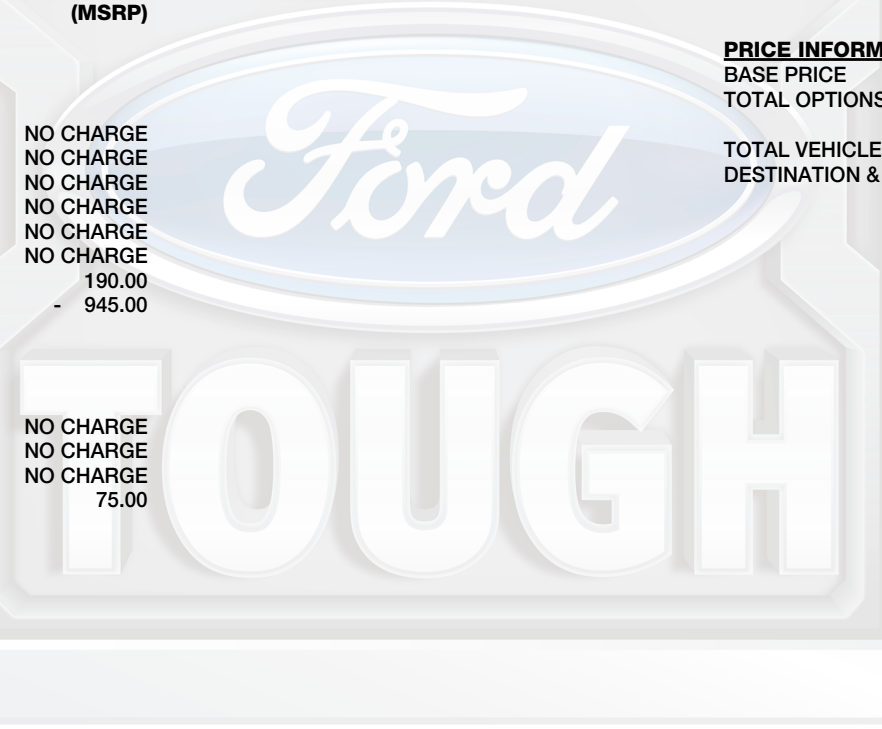 (MSRP)
NO CHARGE
NO CHARGE
NO CHARGE
NO CHARGE
NO CHARGE
NO CHARGE
190.00
- 945.00
NO CHARGE
NO CHARGE
NO CHARGE
75.00
PRICE INFORM
BASE PRICE
TOTAL OPTIONS
TOTAL VEHICLE
DESTINATION &
Ford
TOUGH